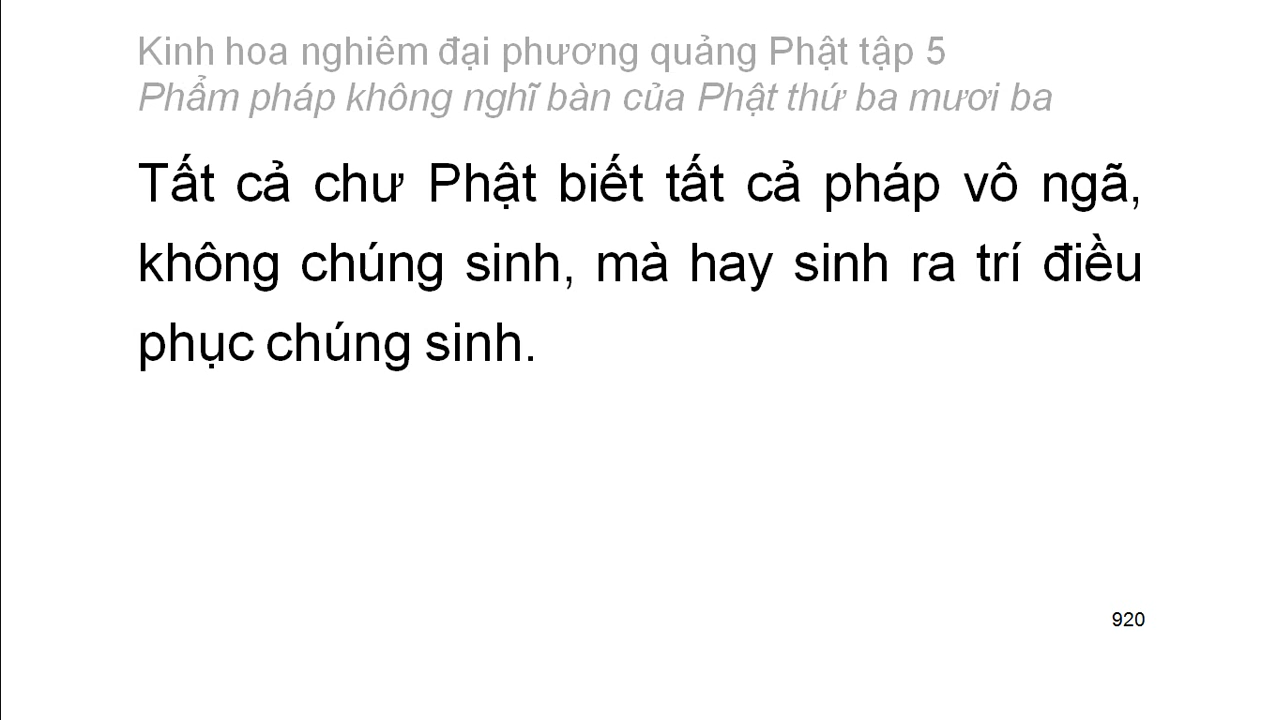 Kinh hoa nghiêm đại phương quảng Phật tập 5
Phẩm pháp không nghĩ bàn của Phật thứ ba mươi ba
Tất cả chư Phật biết tất cả pháp vô ngã,
không chúng sinh, mà hay sinh ra trí điều
phục chúng sinh.
920